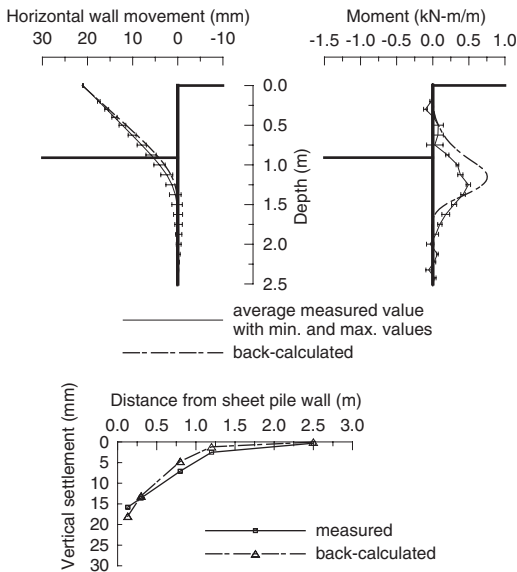 Horizontal wall movement (mm)
30 20 10 0 -10
Moment (kN-m/m)
-1.5 -1.0 -0.5 0.0 0.5 1.0
0.0
0.5
1.0
1.5
2.0
2.5
Depth (m)
average measured value
with min. and max. values
back-calculated
Distance from sheet pile wall (m)
0.0 0.5 1.0 1.5 2.0 2.5 3.0
Vertical settlement (mm)
0
5
10
15
20
25
30
measured
back-calculated